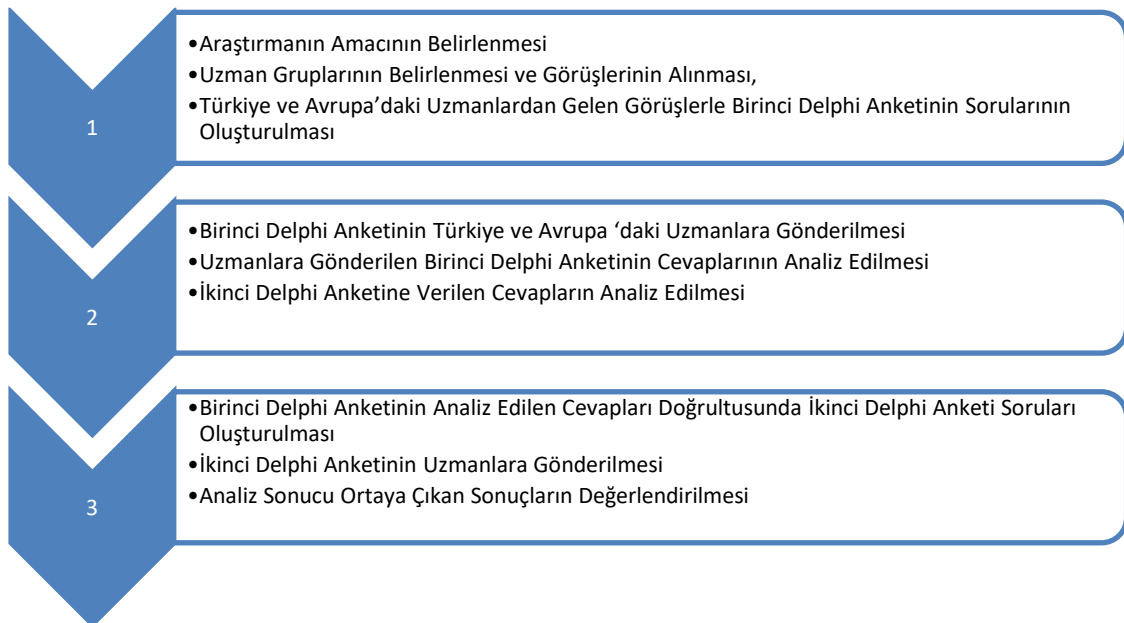 1
•Araştırmanın Amacının Belirlenmesi
•Uzman Gruplarının Belirlenmesi ve Görüşlerinin Alınması,
•Türkiye ve Avrupa’daki Uzmanlardan Gelen Görüşlerle Birinci Delphi Anketinin Sorularının
Oluşturulması
2
•Birinci Delphi Anketinin Türkiye ve Avrupa ‘daki Uzmanlara Gönderilmesi
•Uzmanlara Gönderilen Birinci Delphi Anketinin Cevaplarının Analiz Edilmesi
•İkinci Delphi Anketine Verilen Cevapların Analiz Edilmesi
3
•Birinci Delphi Anketinin Analiz Edilen Cevapları Doğrultusunda İkinci Delphi Anketi Soruları
Oluşturulması
•İkinci Delphi Anketinin Uzmanlara Gönderilmesi
•Analiz Sonucu Ortaya Çıkan Sonuçların Değerlendirilmesi